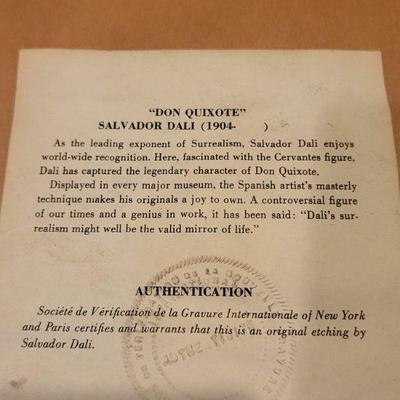 "DON QUIXOTE"
SALVADOR DALI (1904-      )
As the leading exponent of Surrealism, Salvador Dali enjoys
world-wide recognition. Here, fascinated with the Cervantes figure,
Dali has captured the legendary character of Don Quixote.
Displayed in every major museum, the Spanish artist's masterly
technique makes his originals a joy to own. A controversial figure
of our times and a genius in work, it has been said: "Dali's sur-
realism might well be the valid mirror of life."
AUTHENTICATION
Société de Vérification de la Gravure Internationale of New York
and Paris certifies and warrants that this is an original etching by
Salvador Dali.